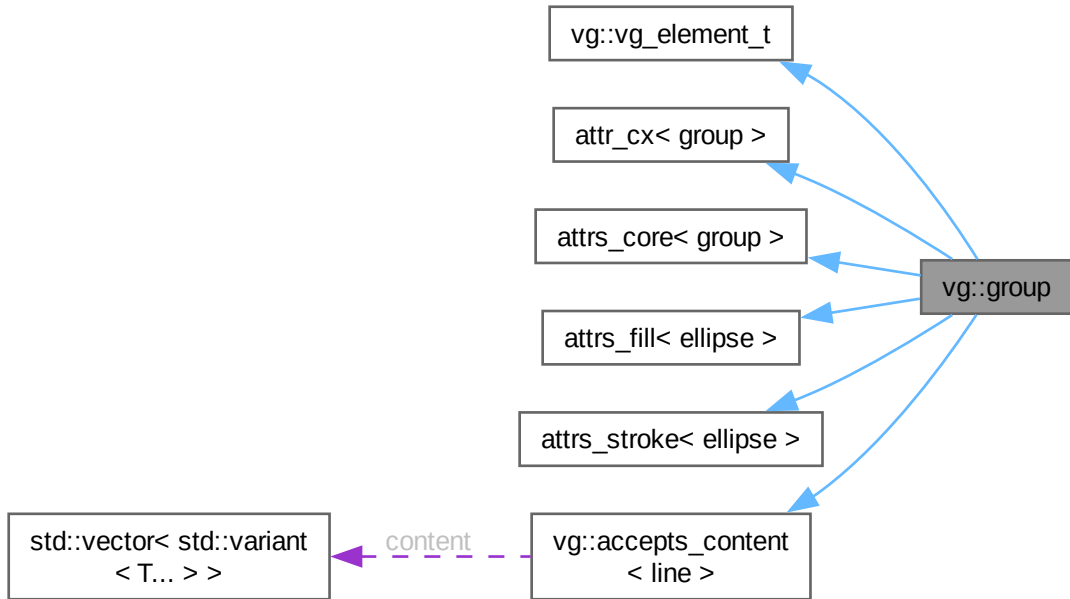 vg::vg_element_t
attr_cx< group >
attrs_core< group >
vg::group
attrs_fill< ellipse >
attrs_stroke< ellipse >
std::vector< std::variant
< T... > >
content
vg::accepts_content
< line >